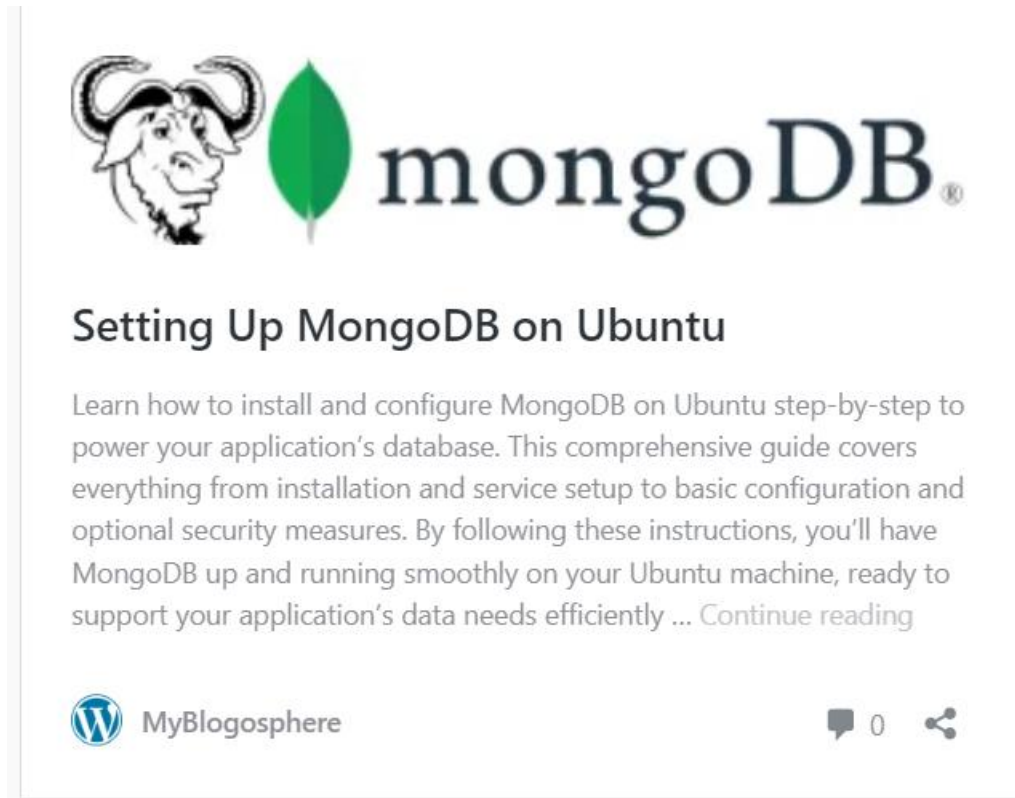 mongoDB®
Setting Up MongoDB on Ubuntu
Learn how to install and configure MongoDB on Ubuntu step-by-step to
power your application’s database. This comprehensive guide covers
everything from installation and service setup to basic configuration and
optional security measures. By following these instructions, you’ll have
MongoDB up and running smoothly on your Ubuntu machine, ready to
support your application’s data needs efficiently ... Continue reading
MyBlogosphere
0